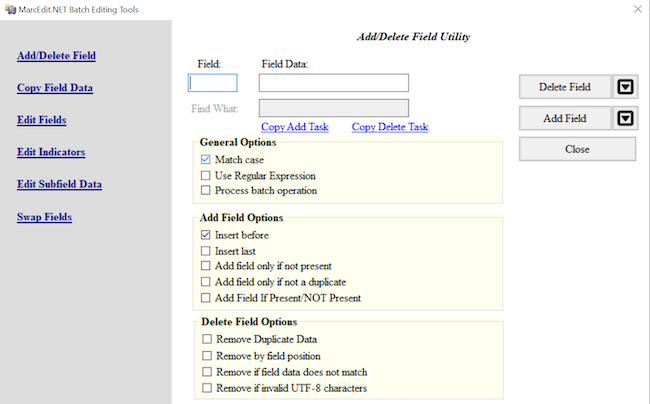 MarcEdit.NET Batch Editing Tools
Add/Delete Field
Copy Field Data
Edit Fields
Edit Indicators
Edit Subfield Data
Swap Fields
Add/Delete Field Utility
Field: Field Data:
Find What:
Copy Add Task Copy Delete Task
General Options
Match case
Use Regular Expression
Process batch operation
Add Field Options
Insert before
Insert last
Add field only if not present
Add field only if not a duplicate
Add Field If Present/NOT Present
Delete Field Options
Remove Duplicate Data
Remove by field position
Remove if field data does not match
Remove if invalid UTF-8 characters
Delete Field
Add Field
Close